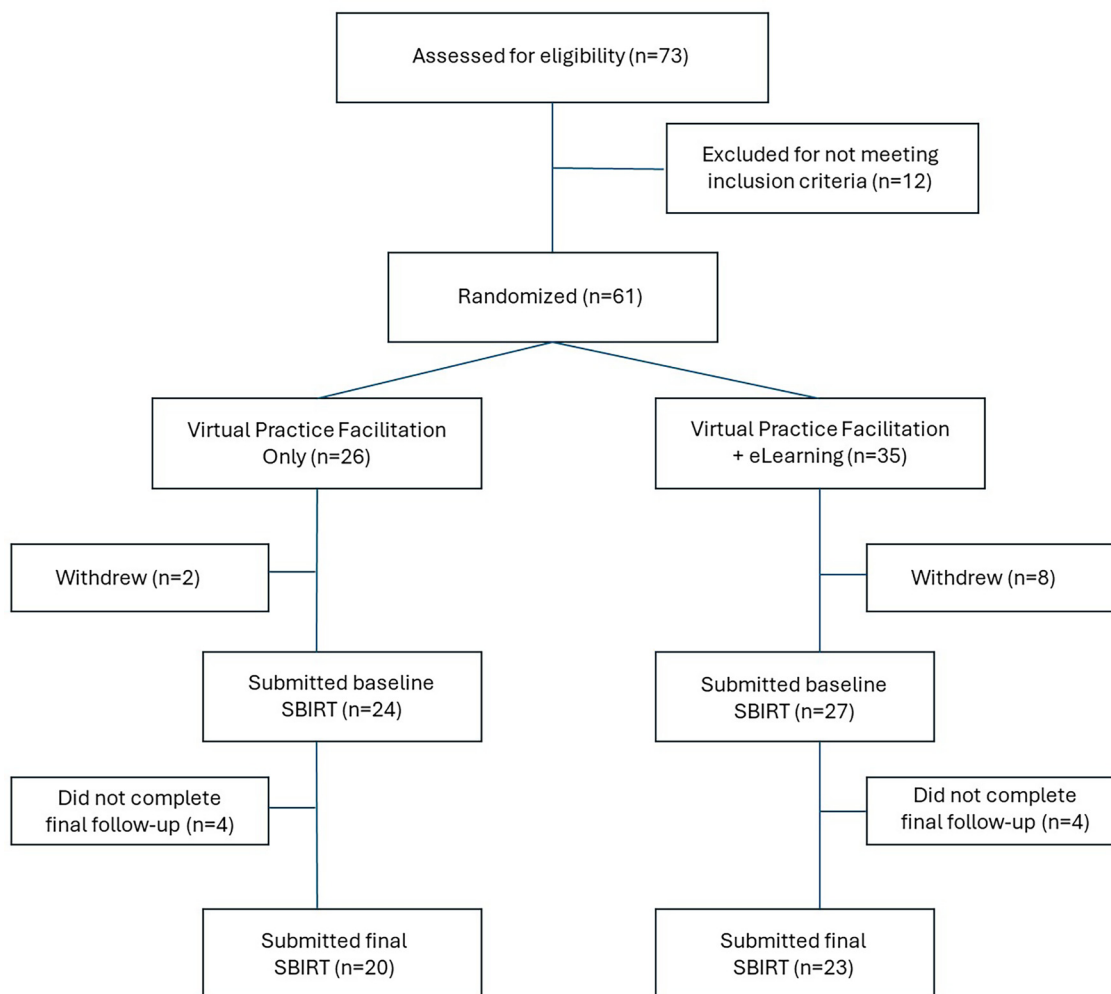 Assessed for eligibility (n=73)
Excluded for not meeting
inclusion criteria (n=12)
Randomized (n=61)
Virtual Practice Facilitation
Only (n=26)
Virtual Practice Facilitation
+ eLearning (n=35)
Withdrew (n=2)
Withdrew (n=8)
Submitted baseline
SBIRT (n=24)
Submitted baseline
SBIRT (n=27)
Did not complete
final follow-up (n=4)
Did not complete
final follow-up (n=4)
Submitted final
SBIRT (n=20)
Submitted final
SBIRT (n=23)